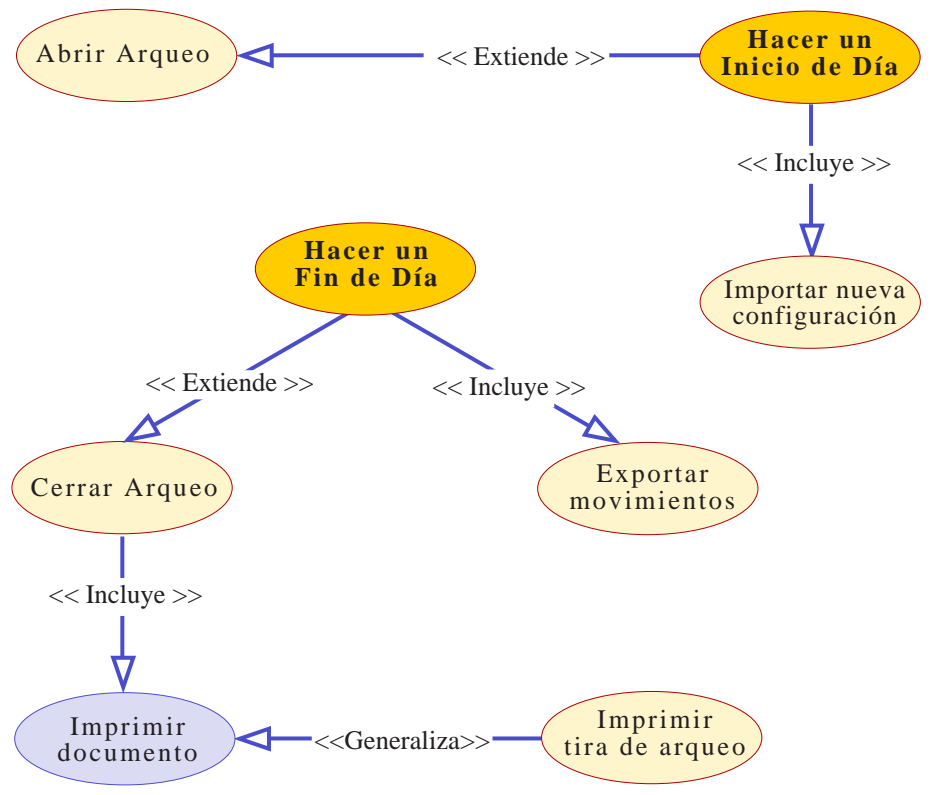 Abrir Arqueo
<< Extiende >>
Hacer un
Inicio de Día
<< Incluye >>
Importar nueva
configuración
Hacer un
Fin de Día
<< Extiende >>
<< Incluye >>
Cerrar Arqueo
Exportar
movimientos
<< Incluye >>
Imprimir
documento
<<Generaliza>>
Imprimir
tira de arqueo